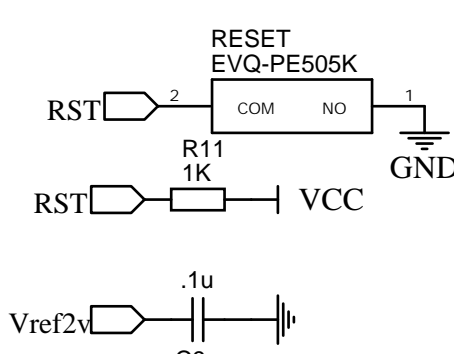 RESET
EVQ-PE505K
RST 2 COM NO 1
GND
R11
1K
RST VCC
.1u
Vref2v